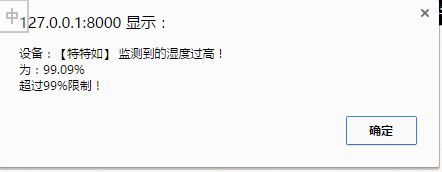 中
127.0.0.1:8000 显示：
设备：【特特如】 监测到的湿度过高！
为：99.09%
超过99%限制！
确定